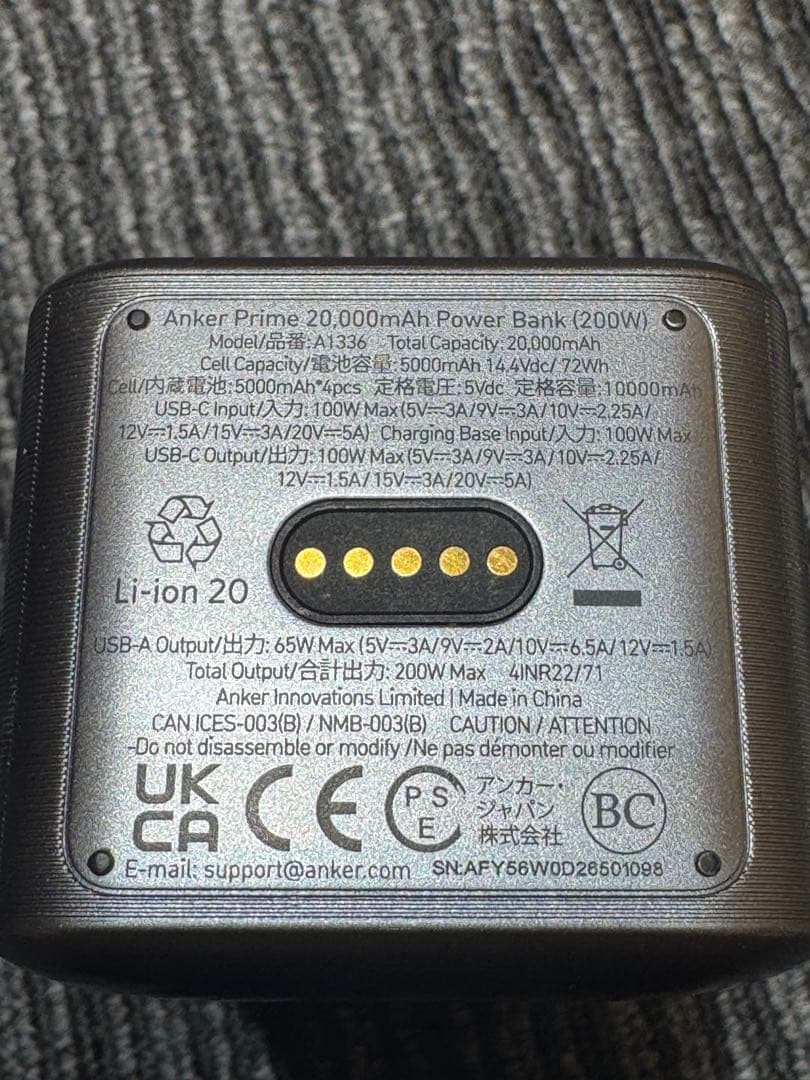 Anker Prime 20,000mAh Power Bank (200W)
Model/品番: A1336 Total Capacity: 20,000mAh
Cell Capacity/電池容量: 5000mAh 14.4Vdc/ 72Wh
Cell/内蔵電池:5000mAh*4pcs 定格電圧:5Vdc 定格容量:10000mAh
USB-C Input/入力: 100W Max (5V⎓3A/9V⎓3A/10V⎓2.25A/
12V⎓1.5A/15V⎓3A/20V⎓5A) Charging Base Input/入力: 100W Max
USB-C Output/出力: 100W Max (5V⎓3A/9V⎓3A/10V⎓2.25A/
12V⎓1.5A/15V⎓3A/20V⎓5A)
Li-ion 20
USB-A Output/出力: 65W Max (5V⎓3A/9V⎓2A/10V⎓6.5A/12V⎓1.5A)
Total Output/合計出力: 200W Max 4INR22/71
Anker Innovations Limited | Made in China
CAN ICES-003(B) / NMB-003(B) CAUTION / ATTENTION
-Do not disassemble or modify /Ne pas démonter ou modifier
UK
CA
CE
PS
E
アンカー・
ジャパン
株式会社
BC
E-mail: support@anker.com SN:AFY56W0D26501098